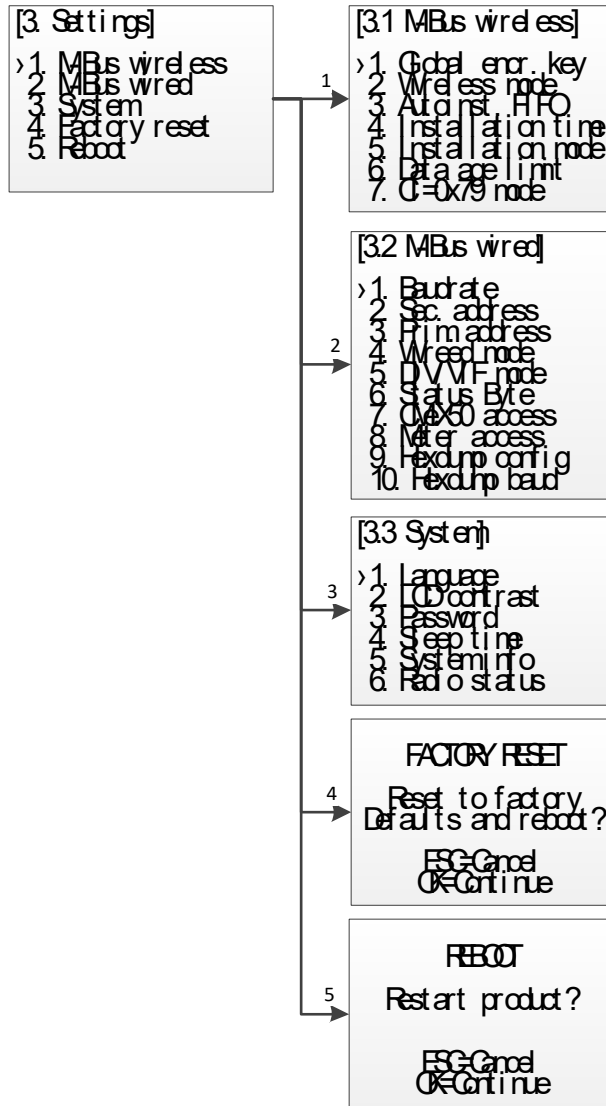 [3. Settings]
›1. M-Bus wireless
2. M-Bus wired
3. System
4. Factory reset
5. Reboot
1
[3.1 M-Bus wireless]
›1. Global encr. key
2. Wireless mode
3. Autoinst. FIFO
4. Installation time
5. Installation mode
6. Data age limit
7. CI=0x79 mode
2
[3.2 M-Bus wired]
›1. Baudrate
2. Sec. address
3. Prim address
4. Wireed mode
5. DIV/VIF mode
6. Status Byte
7. CMeX50 access
8. Meter access
9. Hexdump config
10. Hexdump baud
3
[3.3 System]
›1. Language
2. LCD contrast
3. Password
4. Sleep time
5. System info
6. Radio status
4
FACTORY RESET
Reset to factory
Defaults and reboot?
ESC=Cancel
OK=Continue
5
REBOOT
Restart product?
ESC=Cancel
OK=Continue